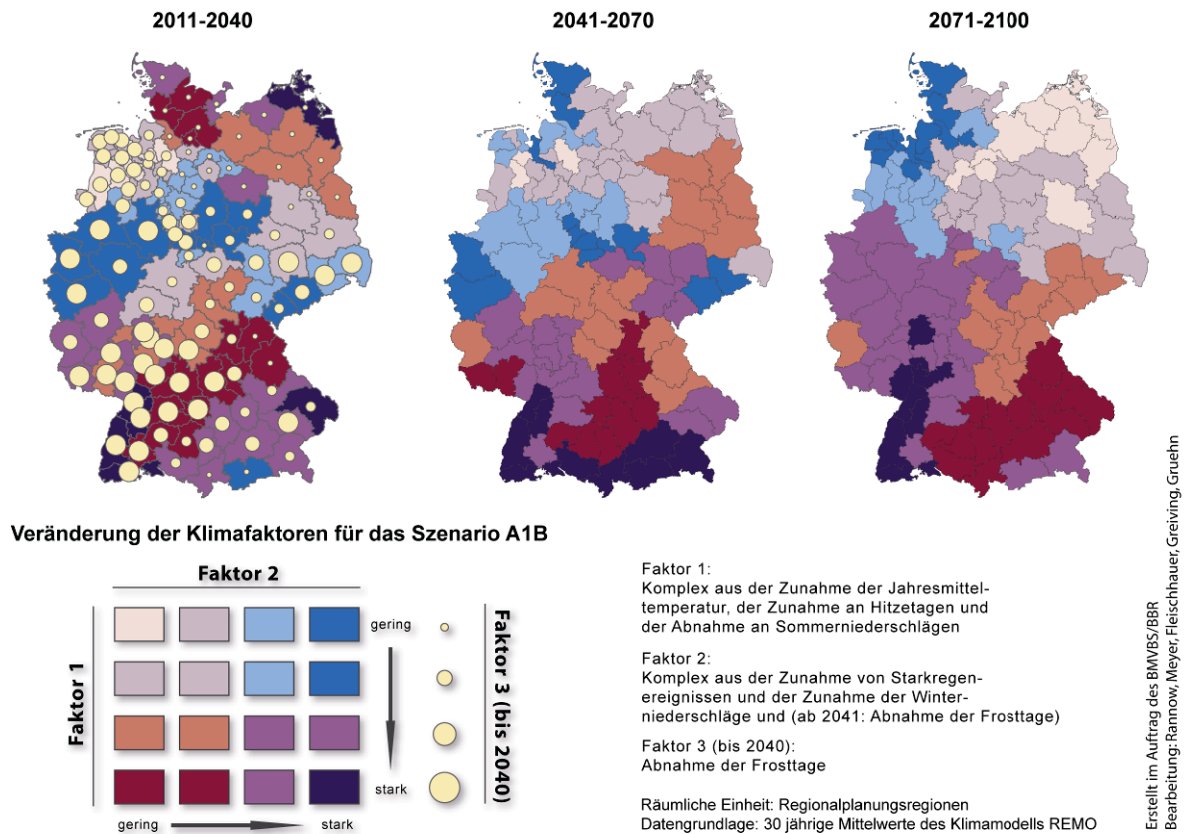 2011-2040
2041-2070
2071-2100
Veränderung der Klimafaktoren für das Szenario A1B
Faktor 2
Faktor 1
gering
stark
gering
stark
Faktor 3 (bis 2040)
Faktor 1:
Komplex aus der Zunahme der Jahresmittel-
temperatur, der Zunahme an Hitzetagen und
der Abnahme an Sommerniederschlägen
Faktor 2:
Komplex aus der Zunahme von Starkregen-
ereignissen und der Zunahme der Winter-
niederschläge und (ab 2041: Abnahme der Frosttage)
Faktor 3 (bis 2040):
Abnahme der Frosttage
Räumliche Einheit: Regionalplanungsregionen
Datengrundlage: 30 jährige Mittelwerte des Klimamodells REMO
Erstellt im Auftrag des BMVBS/BBR
Bearbeitung: Rannow, Meyer, Fleischhauer, Greiving, Gruehn